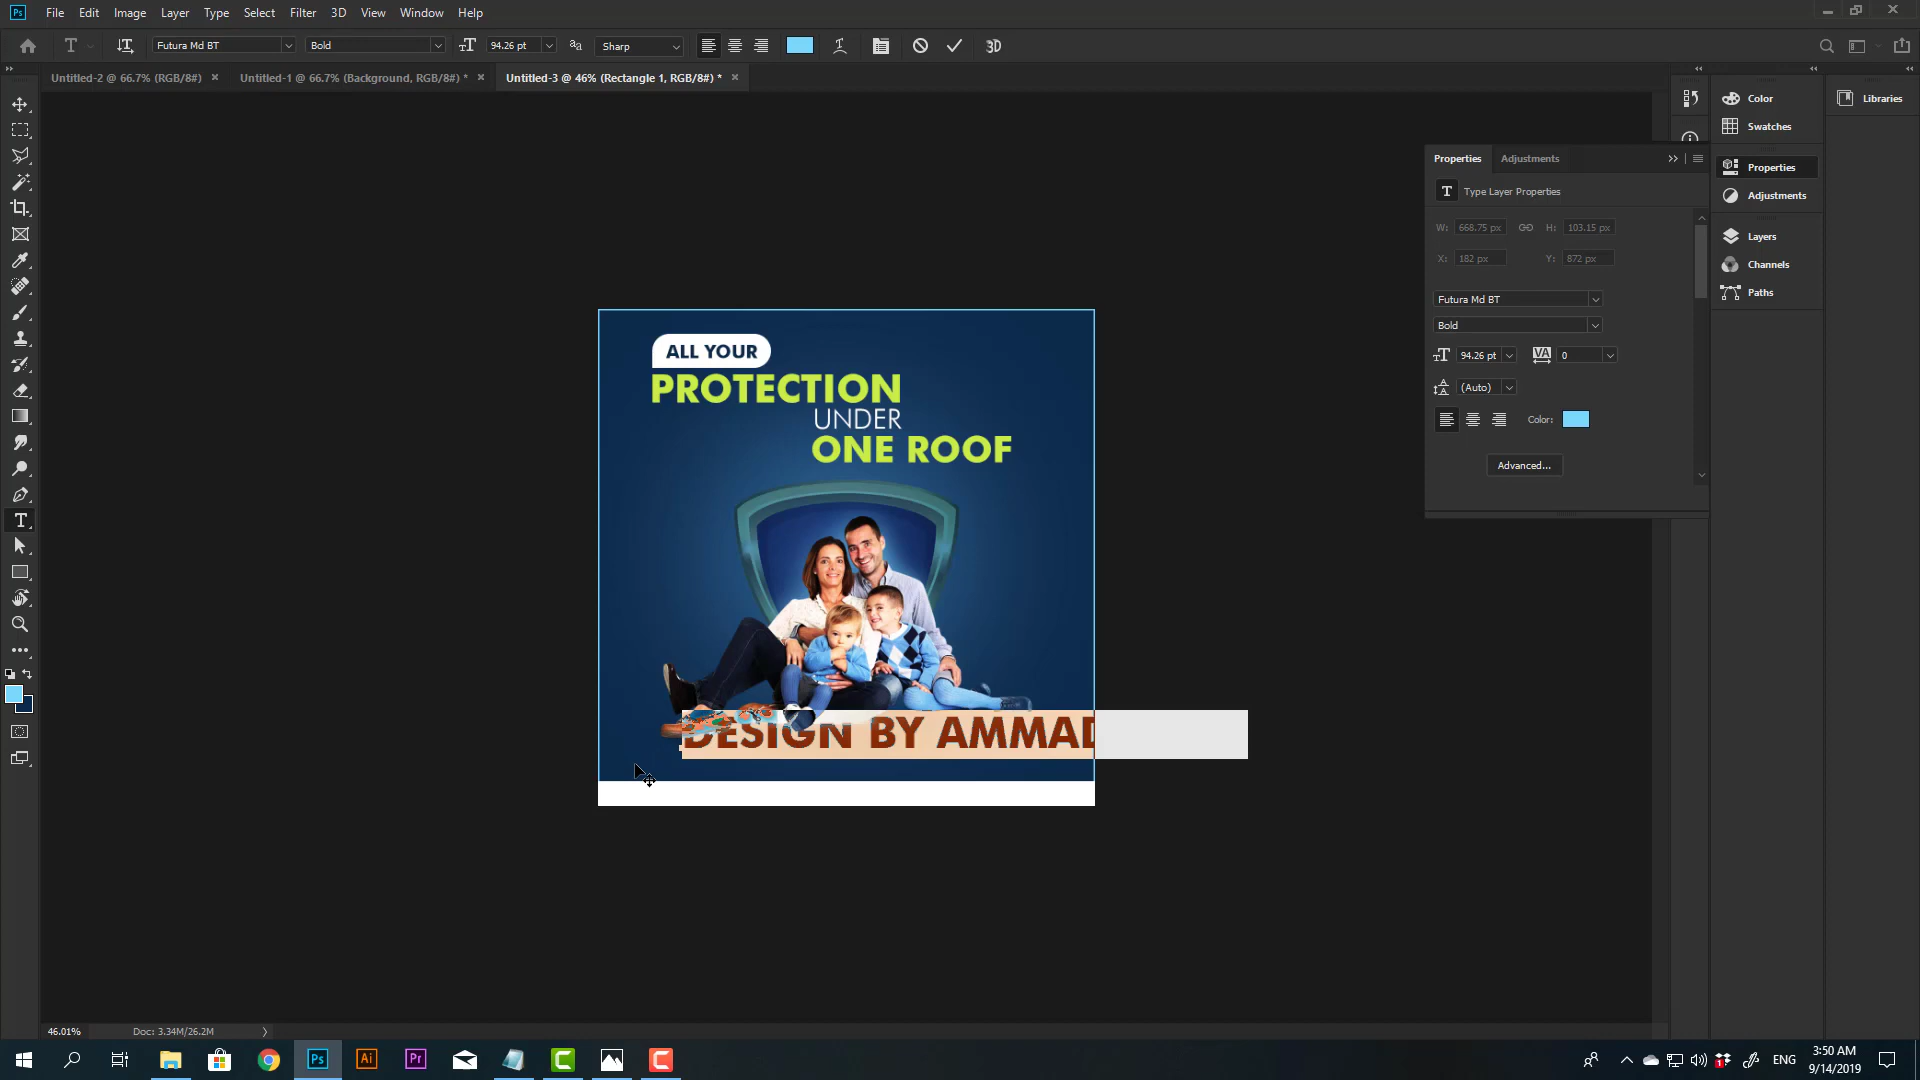 Ps File Edit Image Layer Type Select Filter 3D View Window Help
T Futura Md BT Bold 94.26 pt Sharp 3D
Untitled-2 @ 66.7% (RGB/8#) × Untitled-1 @ 66.7% (Background, RGB/8#) * × Untitled-3 @ 46% (Rectangle 1, RGB/8#) * ×
Color
Libraries
Swatches
Properties Adjustments
Properties
T Type Layer Properties
Adjustments
W: 668.75 px H: 103.15 px
Layers
X: 182 px Y: 872 px
Channels
Paths
Futura Md BT
Bold
94.26 pt VA 0
(Auto)
Color:
Advanced...
ALL YOUR
PROTECTION
UNDER
ONE ROOF
DESIGN BY AMMAD
46.01% Doc: 3.34M/26.2M
Ps Ai Pr C C
ENG
3:50 AM
9/14/2019